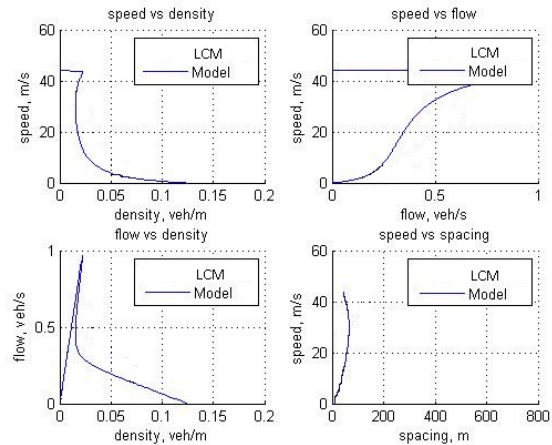 speed vs density
60
40
20
0
speed, m/s
0
0.05
0.1
0.15
0.2
density, veh/m
LCM
Model
speed vs flow
60
40
20
0
speed, m/s
0
0.5
1
flow, veh/s
LCM
Model
flow vs density
1
0.5
0
flow, veh/s
0
0.05
0.1
0.15
0.2
density, veh/m
LCM
Model
speed vs spacing
60
40
20
0
speed, m/s
0
200
400
600
800
spacing, m
LCM
Model